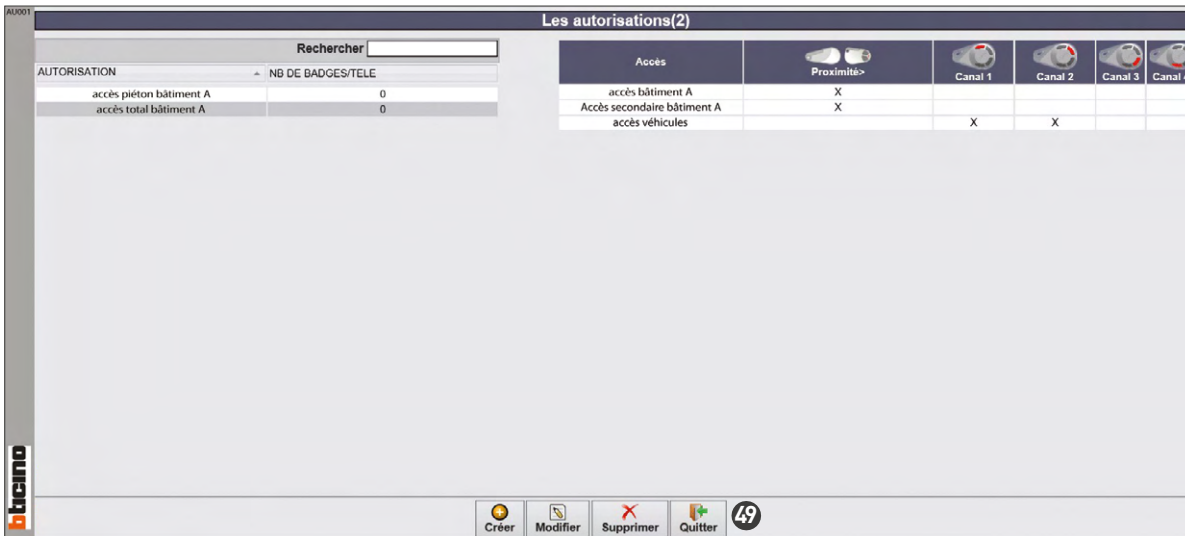 AU001
Les autorisations(2)
Rechercher
AUTORISATION NB DE BADGES/TELE
accès piéton bâtiment A 0
accès total bâtiment A 0
Accès Proximité> Canal 1 Canal 2 Canal 3 Canal
accès bâtiment A X
Accès secondaire bâtiment A X
accès véhicules X X
bticino
Créer Modifier Supprimer Quitter 49